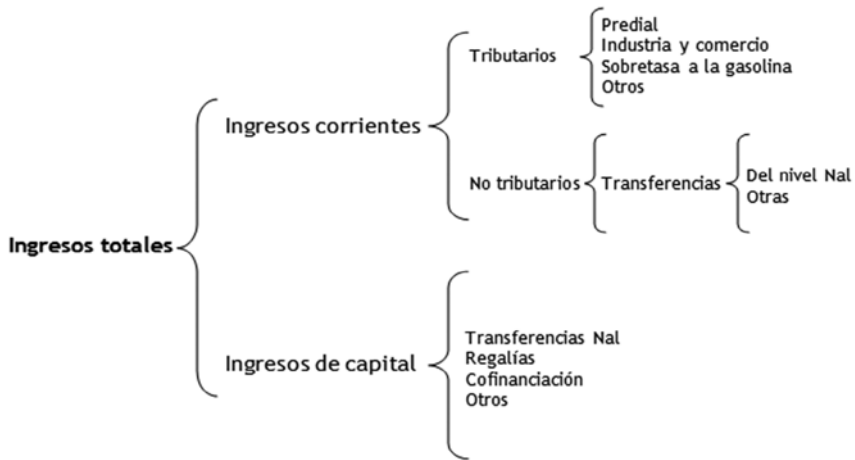 Ingresos totales
Ingresos corrientes
Tributarios
Predial
Industria y comercio
Sobretasa a la gasolina
Otros
No tributarios
Transferencias
Del nivel Nal
Otras
Ingresos de capital
Transferencias Nal
Regalías
Cofinanciación
Otros